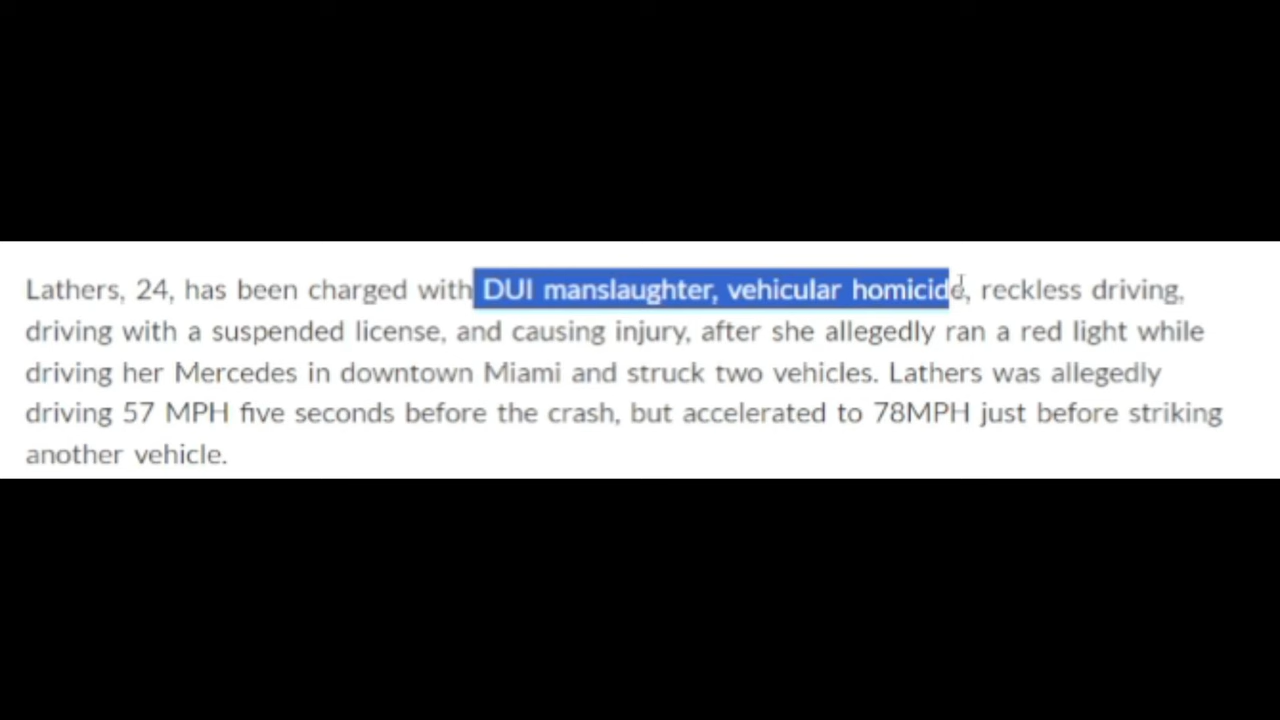 Lathers, 24, has been charged with DUI manslaughter, vehicular homicide, reckless driving,
driving with a suspended license, and causing injury, after she allegedly ran a red light while
driving her Mercedes in downtown Miami and struck two vehicles. Lathers was allegedly
driving 57 MPH five seconds before the crash, but accelerated to 78MPH just before striking
another vehicle.